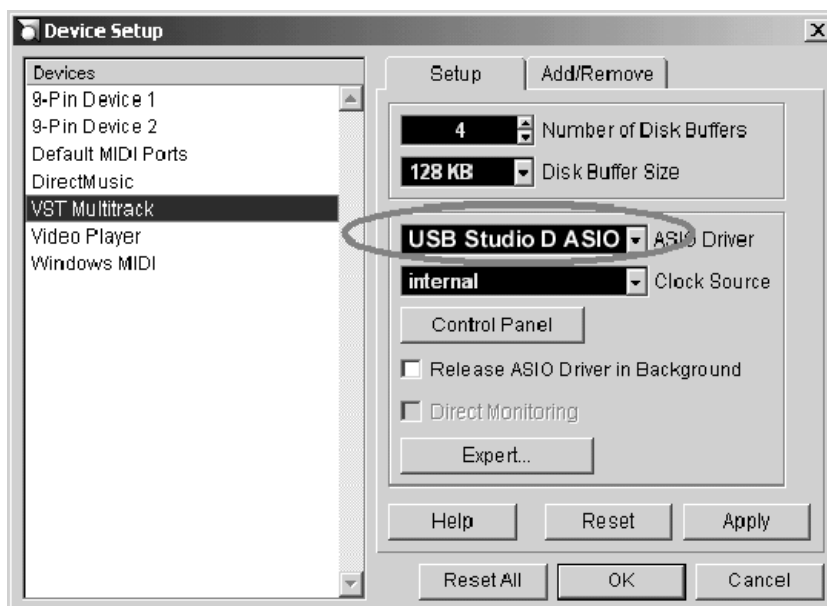 Device Setup
Devices
9-Pin Device 1
9-Pin Device 2
Default MIDI Ports
DirectMusic
VST Multitrack
Video Player
Windows MIDI
Setup
Add/Remove
4 Number of Disk Buffers
128 KB Disk Buffer Size
USB Studio D ASIO ASIO Driver
internal Clock Source
Control Panel
Release ASIO Driver in Background
Direct Monitoring
Expert...
Help Reset Apply
Reset All OK Cancel